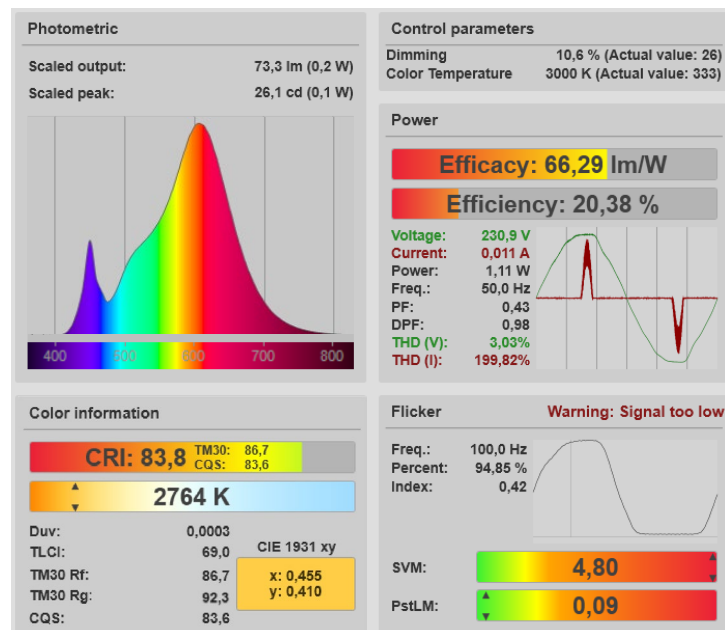 Photometric
Scaled output: 73,3 lm (0,2 W)
Scaled peak: 26,1 cd (0,1 W)
400 500 600 700 800
Control parameters
Dimming 10,6 % (Actual value: 26)
Color Temperature 3000 K (Actual value: 333)
Power
Efficacy: 66,29 lm/W
Efficiency: 20,38 %
Voltage: 230,9 V
Current: 0,011 A
Power: 1,11 W
Freq.: 50,0 Hz
PF: 0,43
DPF: 0,98
THD (V): 3,03%
THD (I): 199,82%
Color information
CRI: 83,8 TM30: 86,7
CQS: 83,6
2764 K
Duv: 0,0003
TLCI: 69,0
TM30 Rf: 86,7
TM30 Rg: 92,3
CQS: 83,6
CIE 1931 xy
x: 0,455
y: 0,410
Flicker Warning: Signal too low
Freq.: 100,0 Hz
Percent: 94,85 %
Index: 0,42
SVM: 4,80
PstLM: 0,09